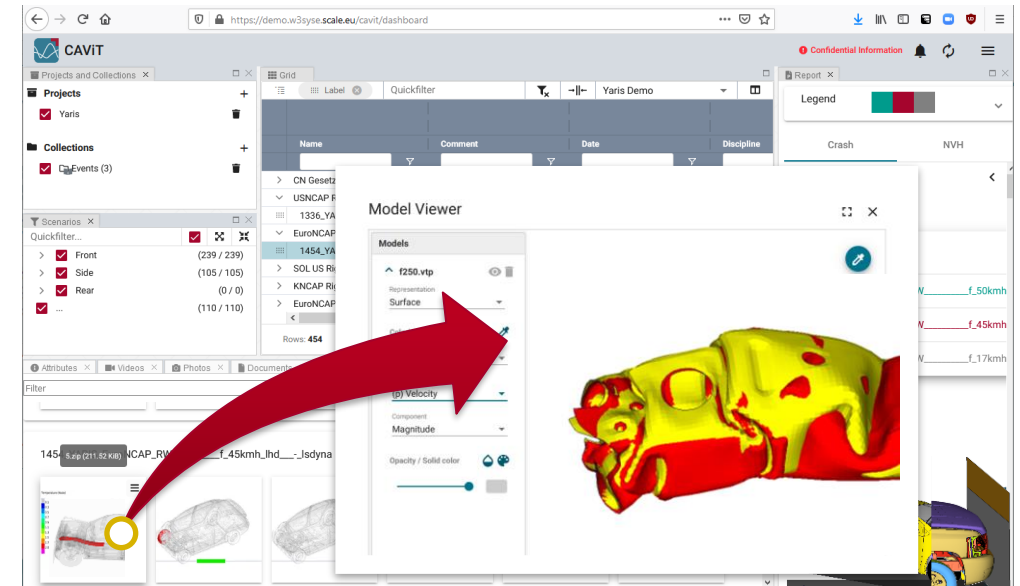 https://demo.w3syse.scale.eu/cavit/dashboard
CAViT
Confidential Information
Projects and Collections
Projects
Yaris
Collections
Events (3)
Scenarios
Quickfilter...
Front (239 / 239)
Side (105 / 105)
Rear (0 / 0)
... (110 / 110)
Grid
Label
Quickfilter
Yaris Demo
Name Comment Date Discipline
CN Gesetz
USNCAP R
1336_YA
EuroNCAP
1454_YA
SOL US Ri
KNCAP Ri
EuroNCAP
Rows: 454
Report
Legend
Crash NVH
f_50kmh
f_45kmh
f_17kmh
Attributes Videos Photos Documents
Filter
5.zip (211.52 KiB)
NCAP_RW
f_45kmh_lhd___-_lsdyna
Model Viewer
Models
f250.vtp
Representation
Surface
(p) Velocity
Component
Magnitude
Opacity / Solid color